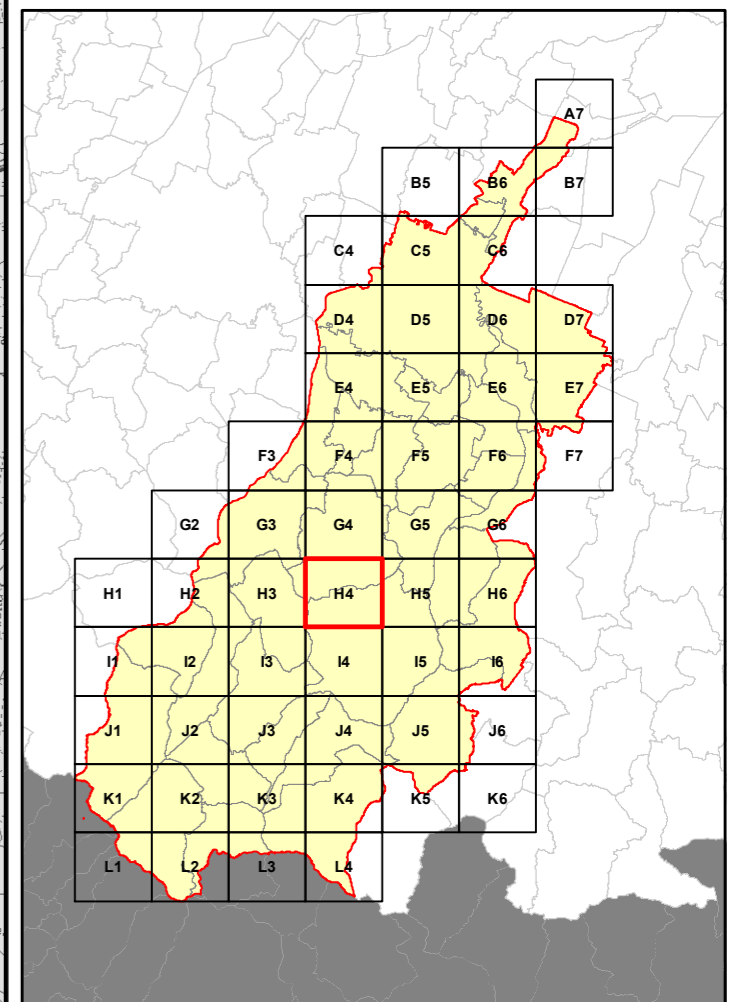 A7
B5 B6 B7
C4 C5 C6
D4 D5 D6 D7
E4 E5 E6 E7
F3 F4 F5 F6 F7
G2 G3 G4 G5 G6
H1 H2 H3 H4 H5 H6
I1 I2 I3 I4 I5 I6
J1 J2 J3 J4 J5 J6
K1 K2 K3 K4 K5 K6
L1 L2 L3 L4